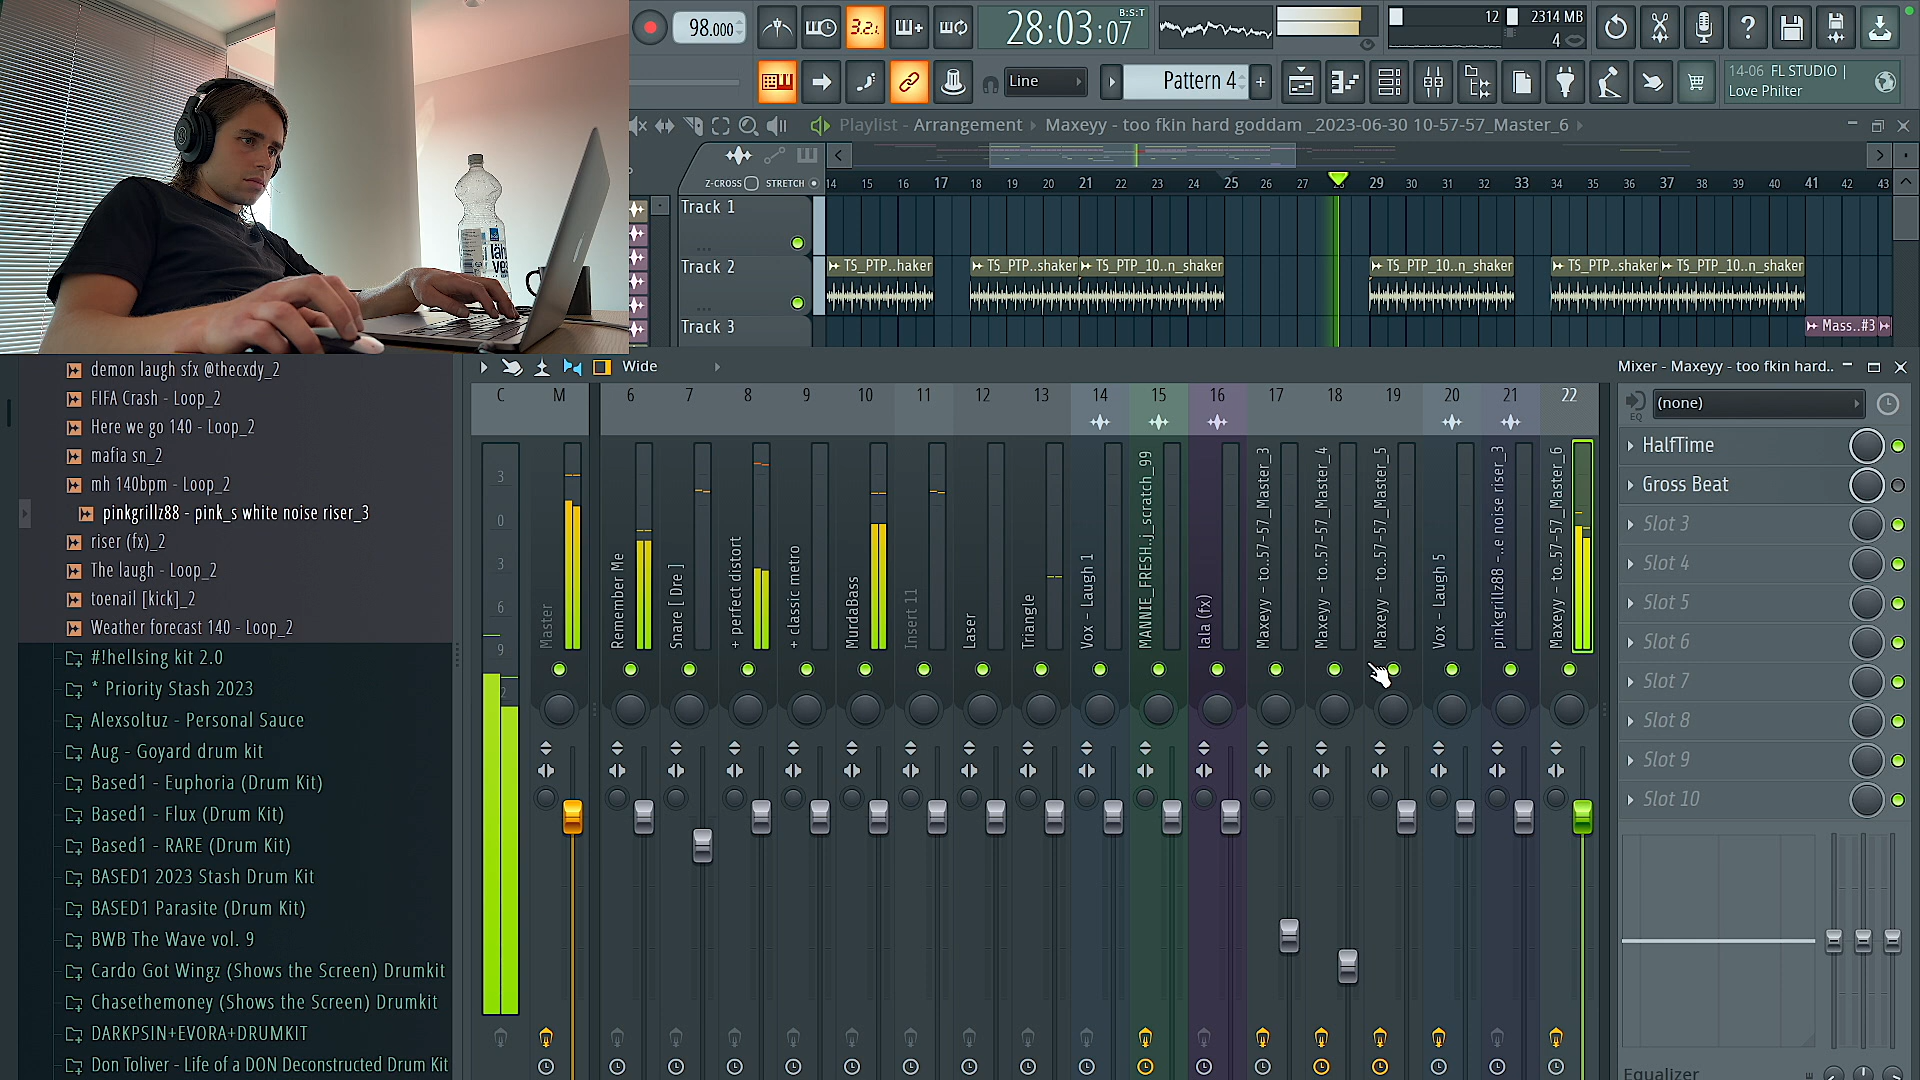 98.000
3.2.
28:03:07
B:S:T
12
2314 MB
4
Line
Pattern 4
+
14-06 FL STUDIO |
Love Philter
Playlist - Arrangement
Maxeyy - too fkin hard goddam _2023-06-30 10-57-57_Master_6
Z-CROSS
STRETCH
14 15 16 17 18 19 20 21 22 23 24 25 26 27 28 29 30 31 32 33 34 35 36 37 38 39 40 41 42 43
Track 1
Track 2
TS_PTP..haker
TS_PTP..shaker
TS_PTP_10..n_shaker
TS_PTP_10..n_shaker
TS_PTP..shaker
TS_PTP_10..n_shaker
Track 3
Mass..#3
demon laugh sfx @thecxdy_2
FIFA Crash - Loop_2
Here we go 140 - Loop_2
mafia sn_2
mh 140bpm - Loop_2
pinkgrillz88 - pink_s white noise riser_3
riser (fx)_2
The laugh - Loop_2
toenail [kick]_2
Weather forecast 140 - Loop_2
#!hellsing kit 2.0
* Priority Stash 2023
Alexsoltuz - Personal Sauce
Aug - Goyard drum kit
Based1 - Euphoria (Drum Kit)
Based1 - Flux (Drum Kit)
Based1 - RARE (Drum Kit)
BASED1 2023 Stash Drum Kit
BASED1 Parasite (Drum Kit)
BWB The Wave vol. 9
Cardo Got Wingz (Shows the Screen) Drumkit
Chasethemoney (Shows the Screen) Drumkit
DARKPSIN+EVORA+DRUMKIT
Don Toliver - Life of a DON Deconstructed Drum Kit
Wide
Mixer - Maxeyy - too fkin hard..
C M 6 7 8 9 10 11 12 13 14 15 16 17 18 19 20 21 22
3
0
3
6
9
Master
Remember Me
Snare [ Dre ]
+ perfect distort
+ classic metro
MurdaBass
Insert 11
Laser
Triangle
Vox - Laugh 1
MANNIE_FRESH..j_scratch_99
lala (fx)
Maxeyy - to..57-57_Master_3
Maxeyy - to..57-57_Master_4
Maxeyy - to..57-57_Master_5
Vox - Laugh 5
pinkgrillz88 -..e noise riser_3
Maxeyy - to..57-57_Master_6
EQ
(none)
HalfTime
Gross Beat
Slot 3
Slot 4
Slot 5
Slot 6
Slot 7
Slot 8
Slot 9
Slot 10
Equalizer